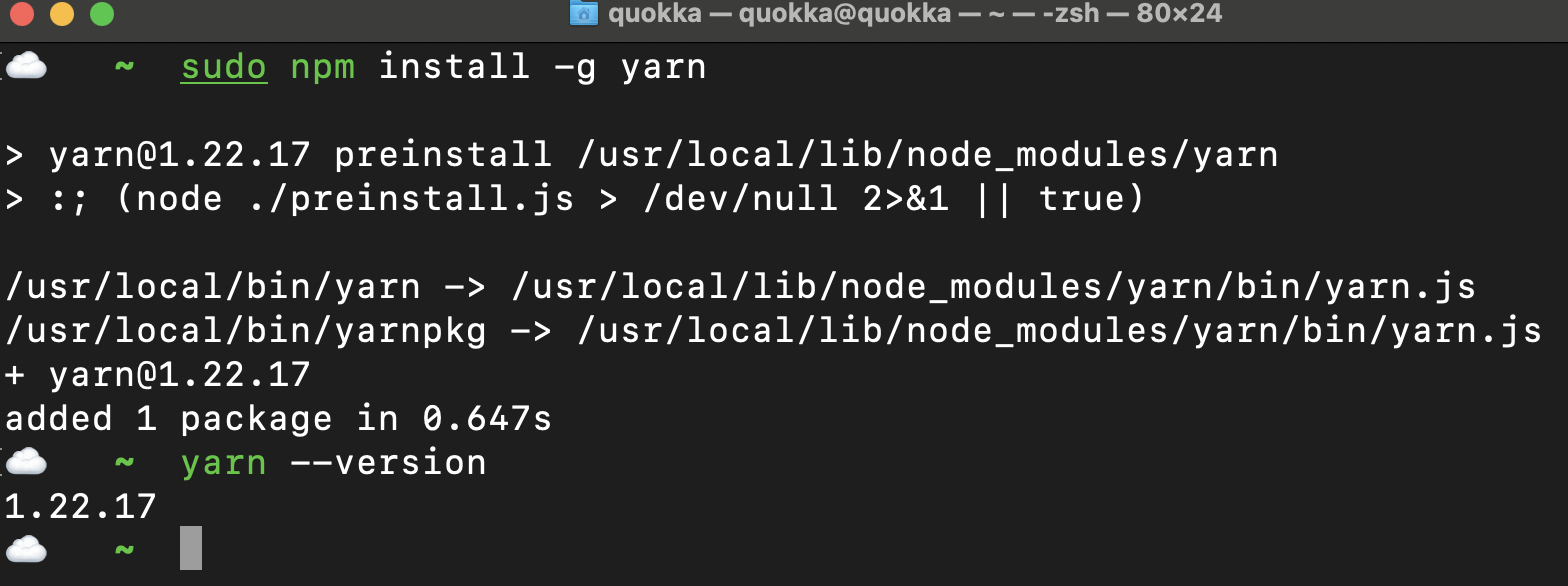 quokka — quokka@quokka — ~ — -zsh — 80×24
☁️ ~ sudo npm install -g yarn
> yarn@1.22.17 preinstall /usr/local/lib/node_modules/yarn
> :; (node ./preinstall.js > /dev/null 2>&1 || true)
/usr/local/bin/yarn -> /usr/local/lib/node_modules/yarn/bin/yarn.js
/usr/local/bin/yarnpkg -> /usr/local/lib/node_modules/yarn/bin/yarn.js
+ yarn@1.22.17
added 1 package in 0.647s
☁️ ~ yarn --version
1.22.17
☁️ ~